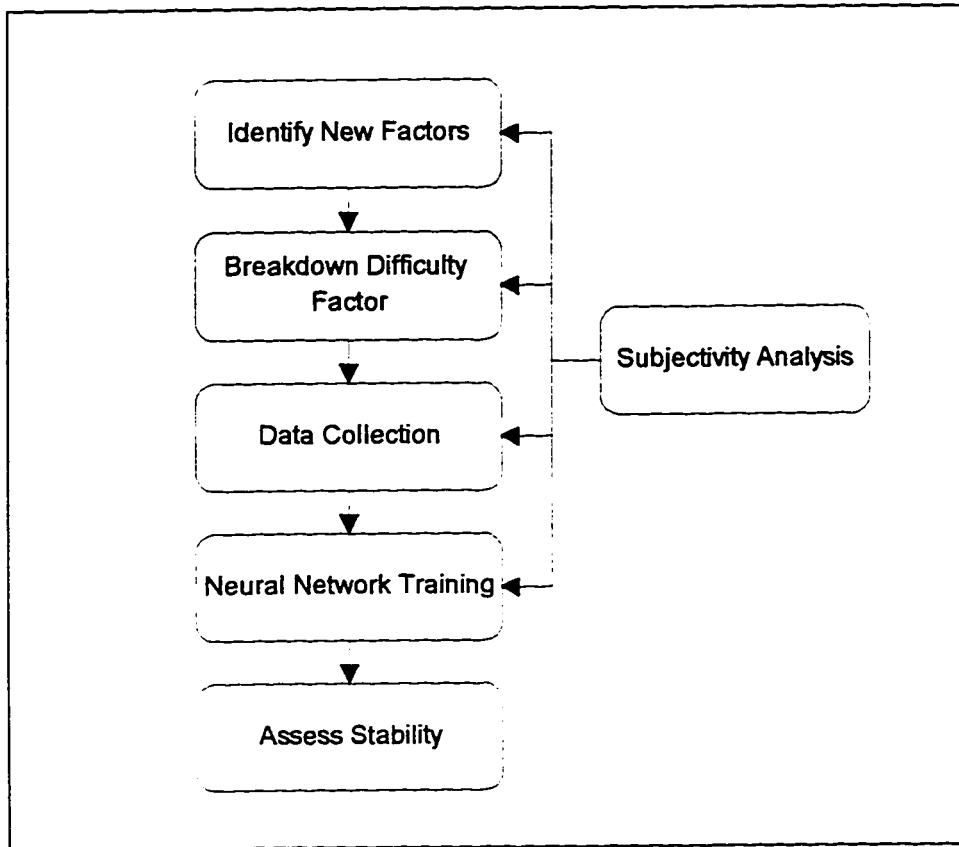 Identify New Factors
Breakdown Difficulty
Factor
Subjectivity Analysis
Data Collection
Neural Network Training
Assess Stability